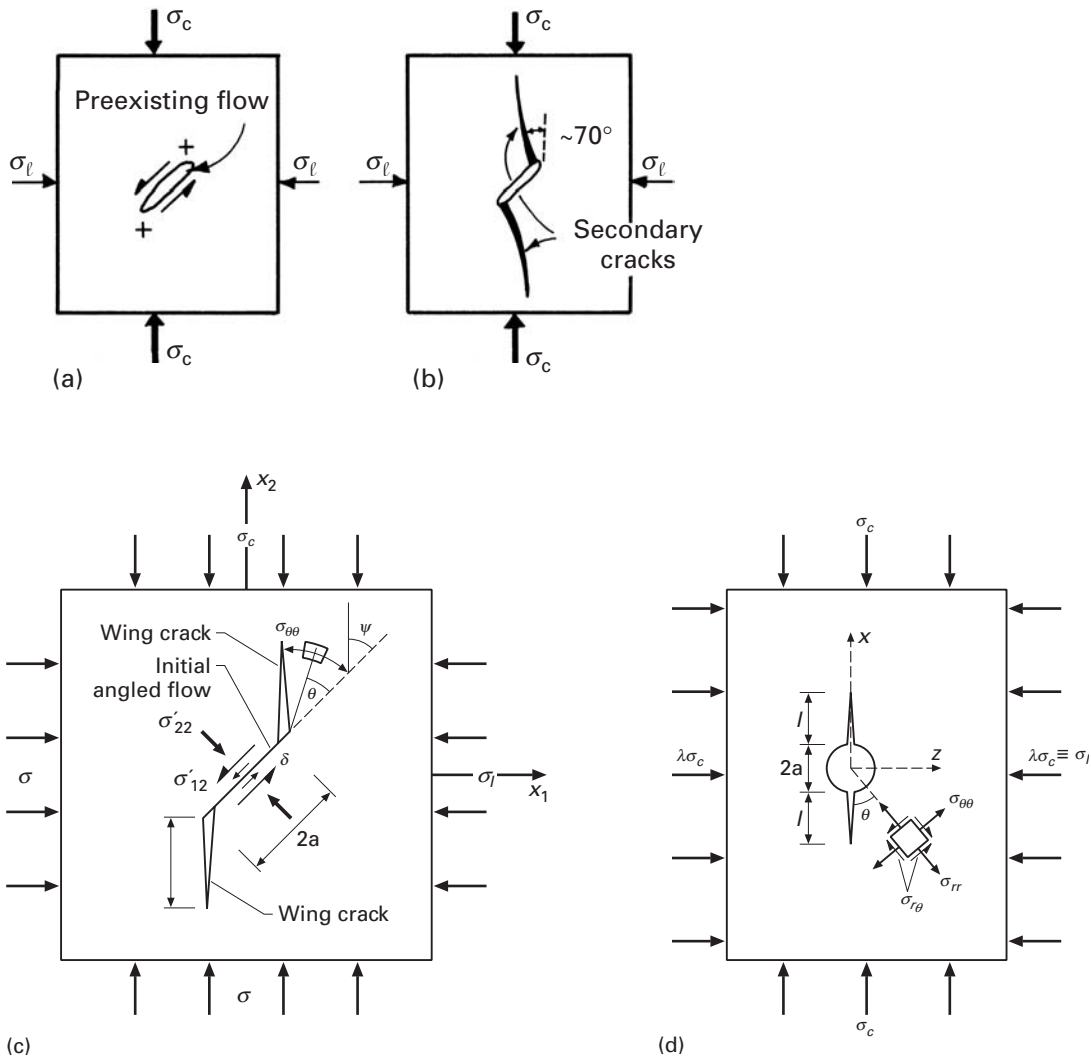 σc
σc
Preexisting flow
~70°
σℓ
+
σℓ
σℓ
σℓ
+
Secondary
cracks
σc
σc
(a)
(b)
x2
σc
σc
Wing crack
σθθ
ψ
Initial
angled flow
θ
x
σ′22
l
σ
σ′12
δ
σl
x1
2a
z
λσc ≡ σl
λσc
2a
l
θ
σθθ
σrr
σrθ
Wing crack
σ
σc
(c)
(d)